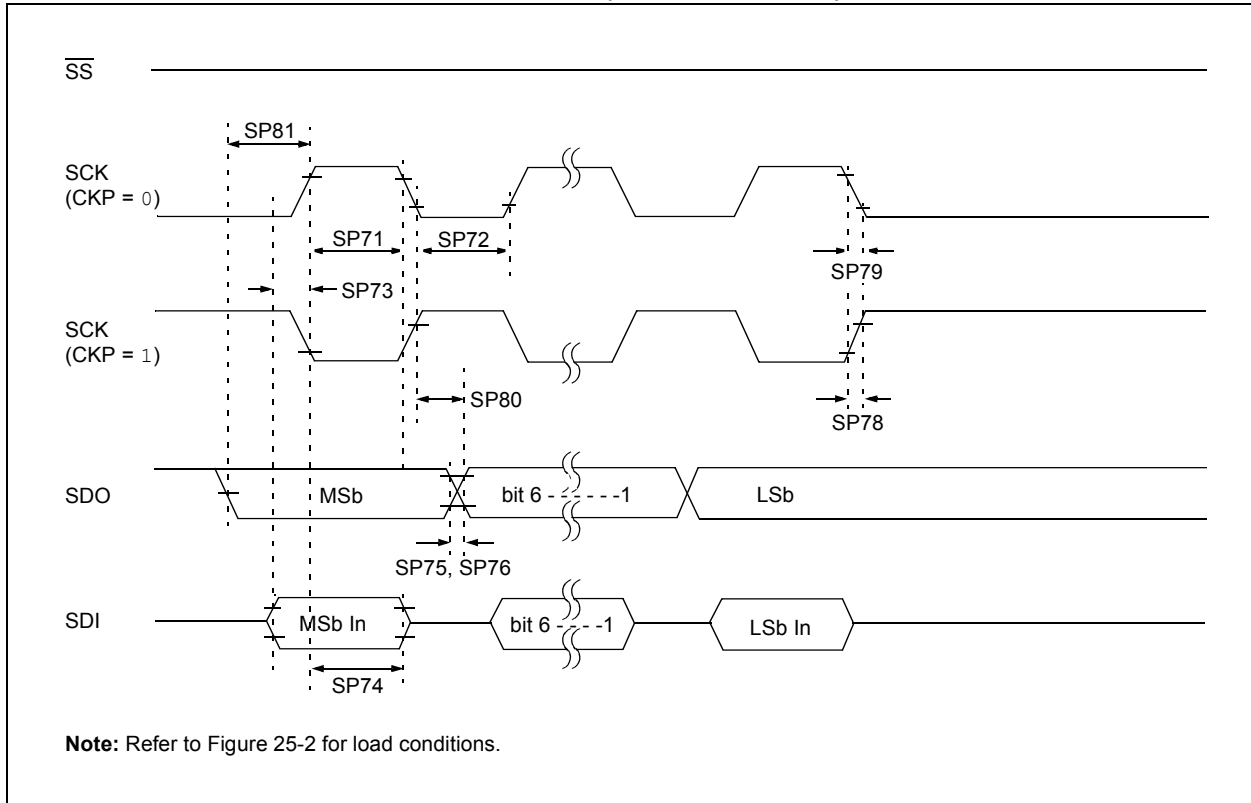 SS
SP81
SCK
(CKP = 0)
SP71
SP72
SP79
SP73
SCK
(CKP = 1)
SP80
SP78
SDO
MSb
bit 6 - - - - - -1
LSb
SP75, SP76
SDI
MSb In
bit 6 - - - -1
LSb In
SP74
Note: Refer to Figure 25-2 for load conditions.